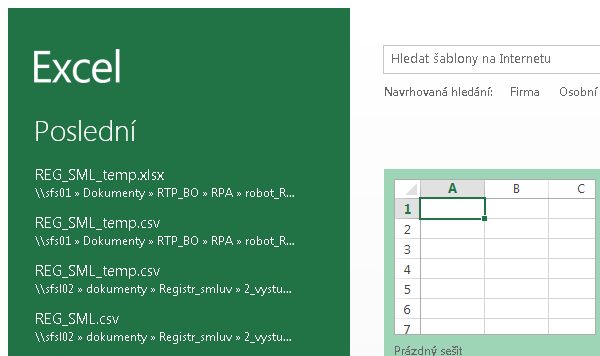 Excel
Poslední
REG_SML_temp.xlsx
\\sfs01 » Dokumenty » RTP_BO » RPA » robot_R...
REG_SML_temp.csv
\\sfs01 » Dokumenty » RTP_BO » RPA » robot_R...
REG_SML_temp.csv
\\sfsl02 » dokumenty » Registr_smluv » 2_vystu...
REG_SML.csv
\\sfsl02 » dokumenty » Registr_smluv » 2_vystu...
Hledat šablony na Internetu
Navrhovaná hledání: Firma Osobní
A B C
1
2
3
4
5
6
7
Prázdný sešit